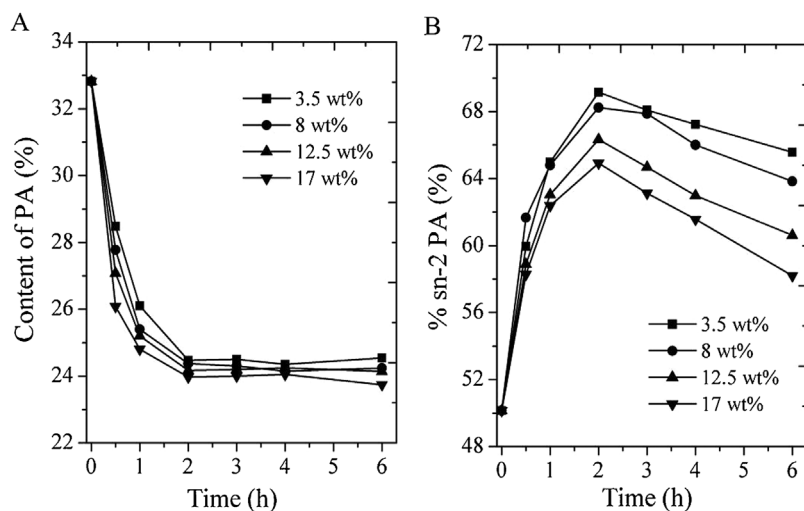 A
Content of PA (%)
34
32
30
28
26
24
22
3.5 wt%
8 wt%
12.5 wt%
17 wt%
0 1 2 3 4 5 6
Time (h)
B
% sn-2 PA (%)
72
68
64
60
56
52
48
3.5 wt%
8 wt%
12.5 wt%
17 wt%
0 1 2 3 4 5 6
Time (h)